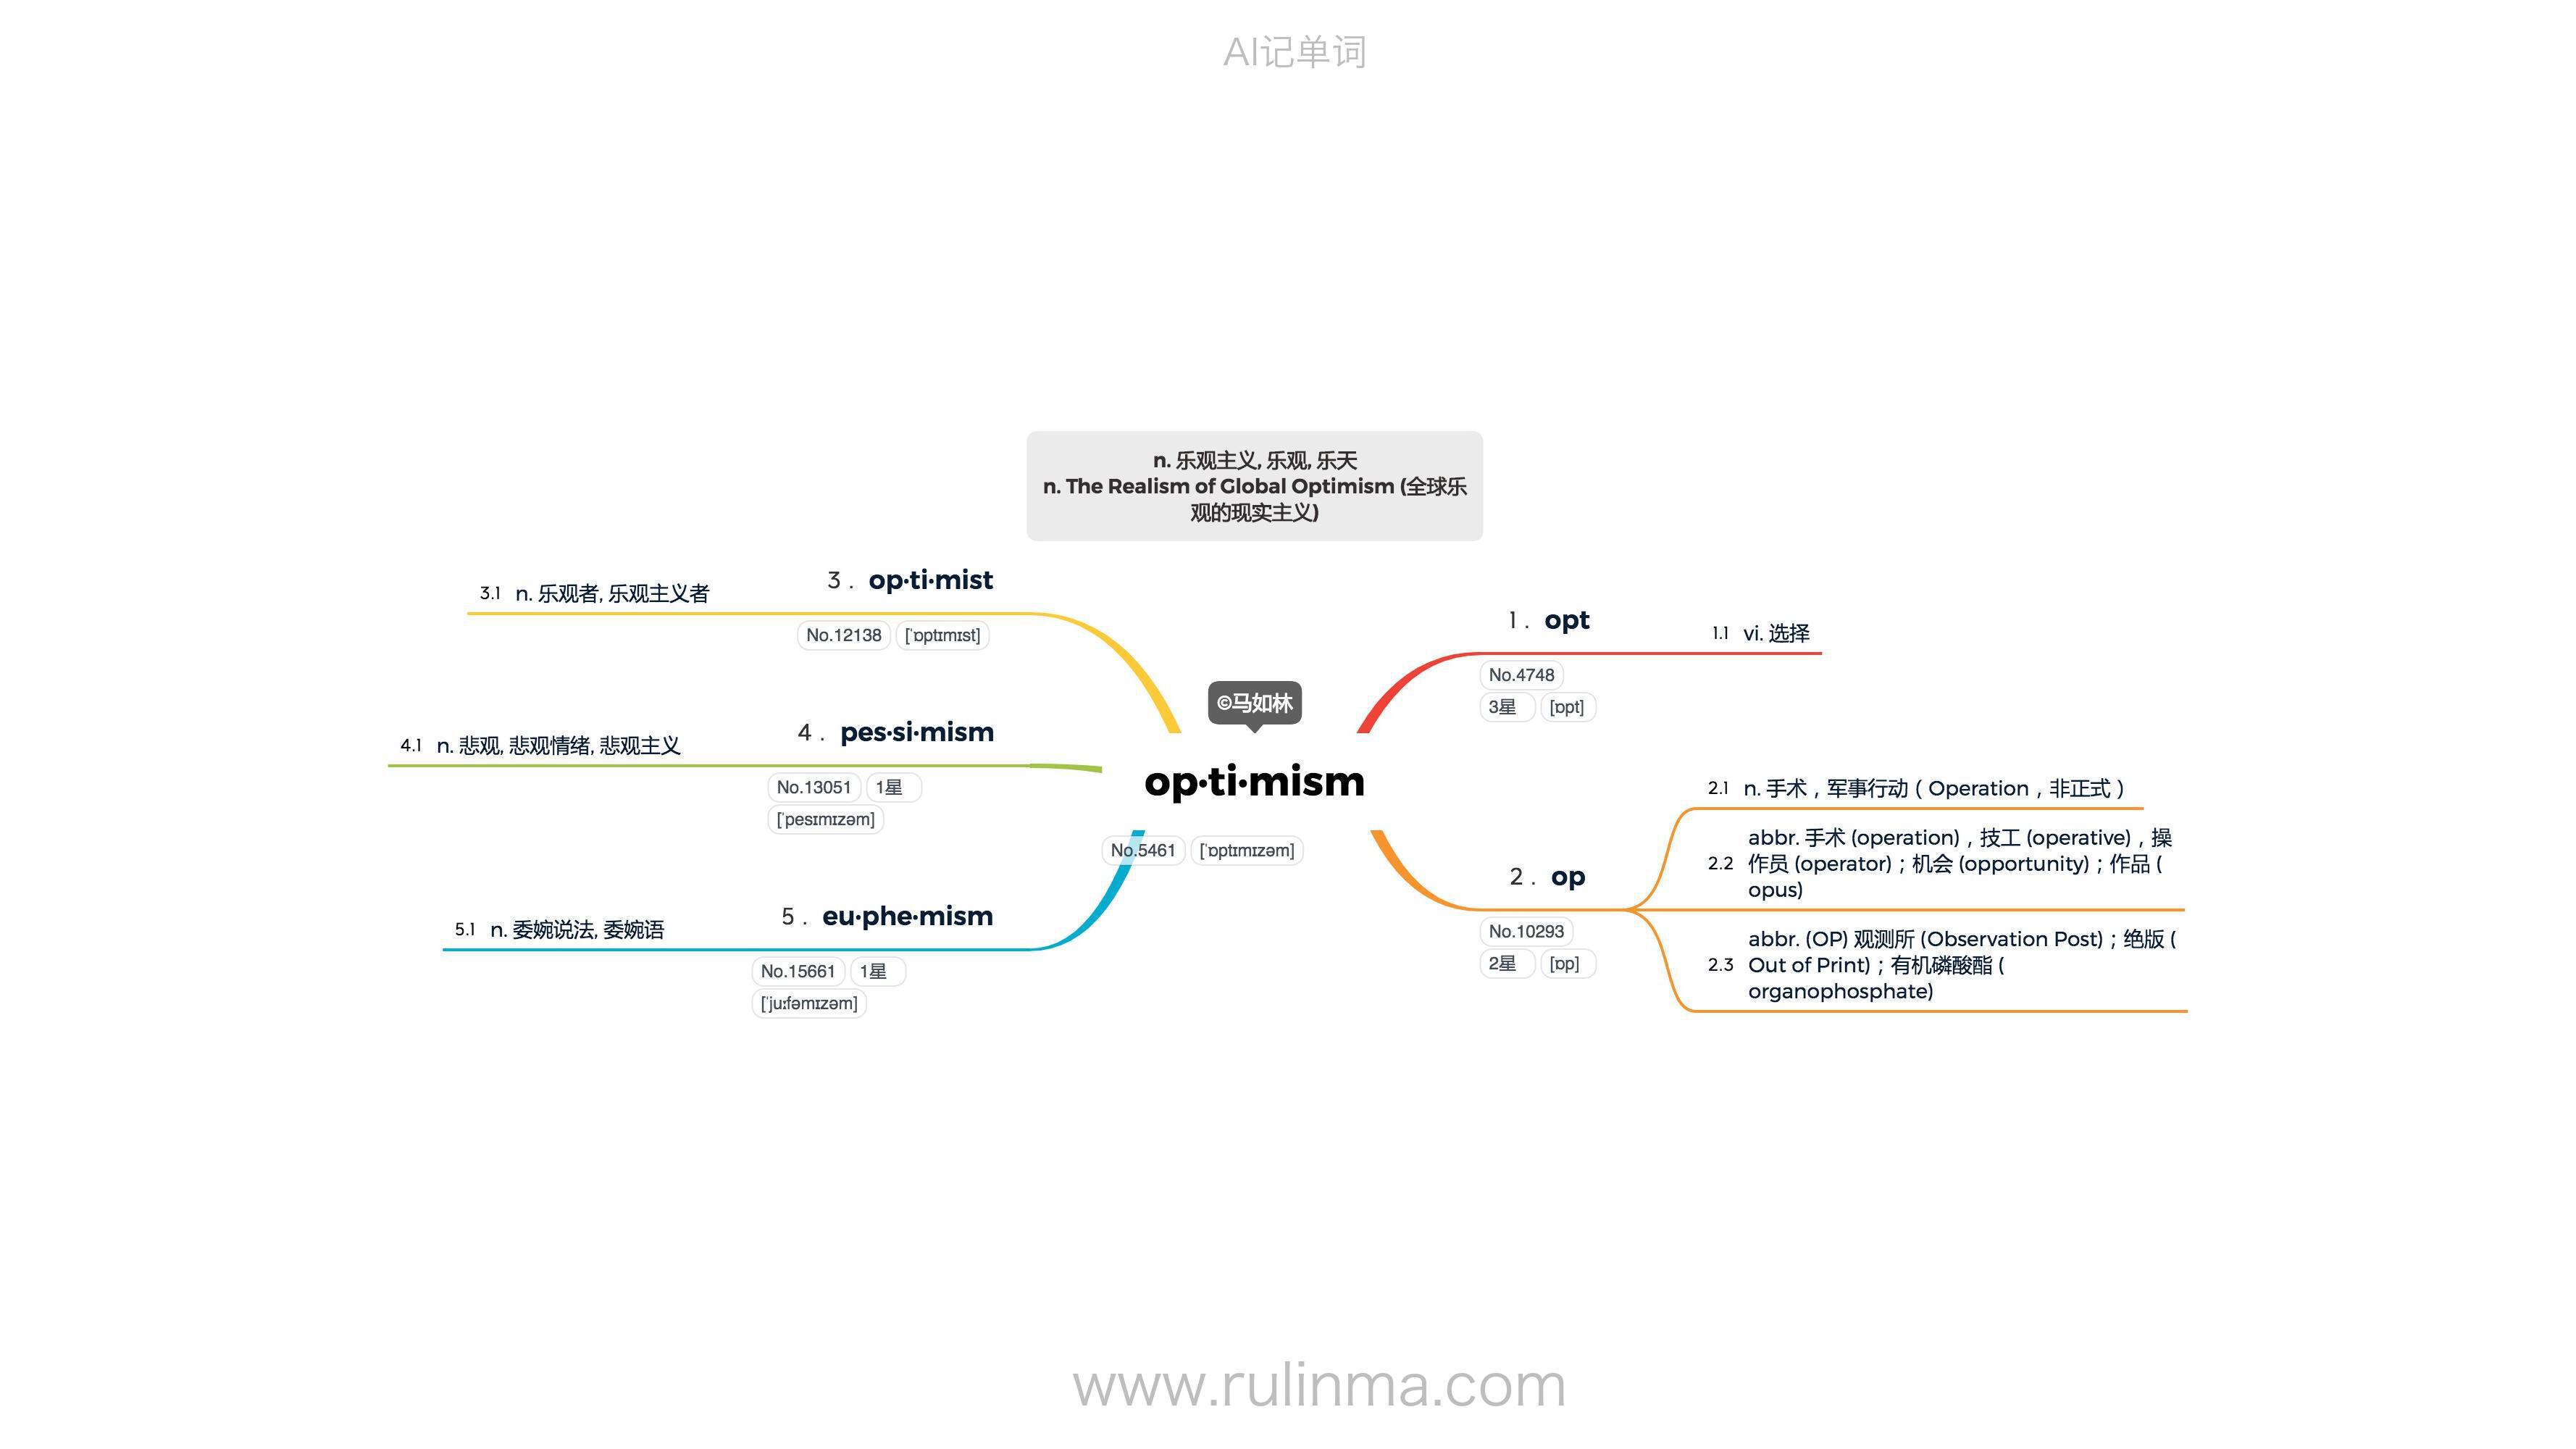 AI记单词
n. 乐观主义, 乐观, 乐天
n. The Realism of Global Optimism (全球乐
观的现实主义)
©马如林
op·ti·mism
No.5461 [ˈɒptɪmɪzəm]
1 . opt
No.4748
3星 [ɒpt]
1.1 vi. 选择
2 . op
No.10293
2星 [ɒp]
2.1 n. 手术，军事行动（Operation，非正式）
2.2 abbr. 手术 (operation)，技工 (operative)，操
作员 (operator)；机会 (opportunity)；作品 (
opus)
2.3 abbr. (OP) 观测所 (Observation Post)；绝版 (
Out of Print)；有机磷酸酯 (
organophosphate)
3 . op·ti·mist
No.12138 [ˈɒptɪmɪst]
3.1 n. 乐观者, 乐观主义者
4 . pes·si·mism
No.13051 1星
[ˈpesɪmɪzəm]
4.1 n. 悲观, 悲观情绪, 悲观主义
5 . eu·phe·mism
No.15661 1星
[ˈjuːfəmɪzəm]
5.1 n. 委婉说法, 委婉语
www.rulinma.com